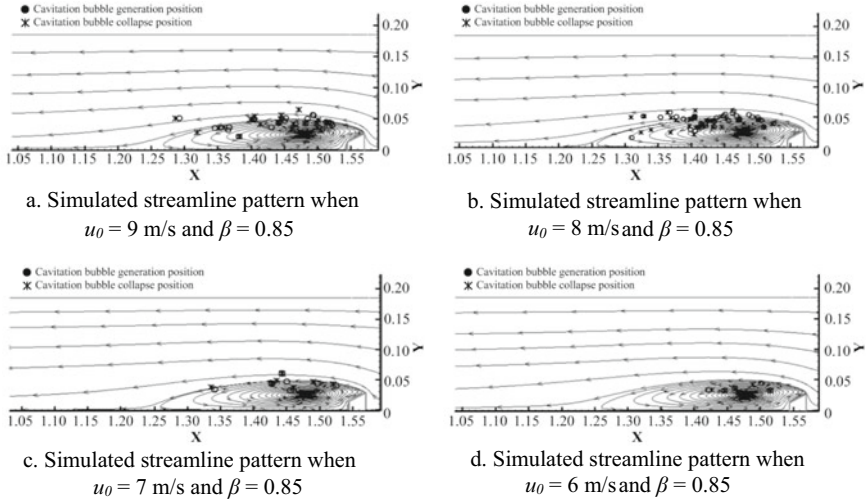 ● Cavitation bubble generation position
✱ Cavitation bubble collapse position
0.20
0.15
0.10
0.05
0
Y
1.05 1.10 1.15 1.20 1.25 1.30 1.35 1.40 1.45 1.50 1.55
X
a. Simulated streamline pattern when
u0 = 9 m/s and β = 0.85
● Cavitation bubble generation position
✱ Cavitation bubble collapse position
0.20
0.15
0.10
0.05
0
Y
1.05 1.10 1.15 1.20 1.25 1.30 1.35 1.40 1.45 1.50 1.55
X
b. Simulated streamline pattern when
u0 = 8 m/s and β = 0.85
● Cavitation bubble generation position
✱ Cavitation bubble collapse position
0.20
0.15
0.10
0.05
0
Y
1.05 1.10 1.15 1.20 1.25 1.30 1.35 1.40 1.45 1.50 1.55
X
c. Simulated streamline pattern when
u0 = 7 m/s and β = 0.85
● Cavitation bubble generation position
✱ Cavitation bubble collapse position
0.20
0.15
0.10
0.05
0
Y
1.05 1.10 1.15 1.20 1.25 1.30 1.35 1.40 1.45 1.50 1.55
X
d. Simulated streamline pattern when
u0 = 6 m/s and β = 0.85